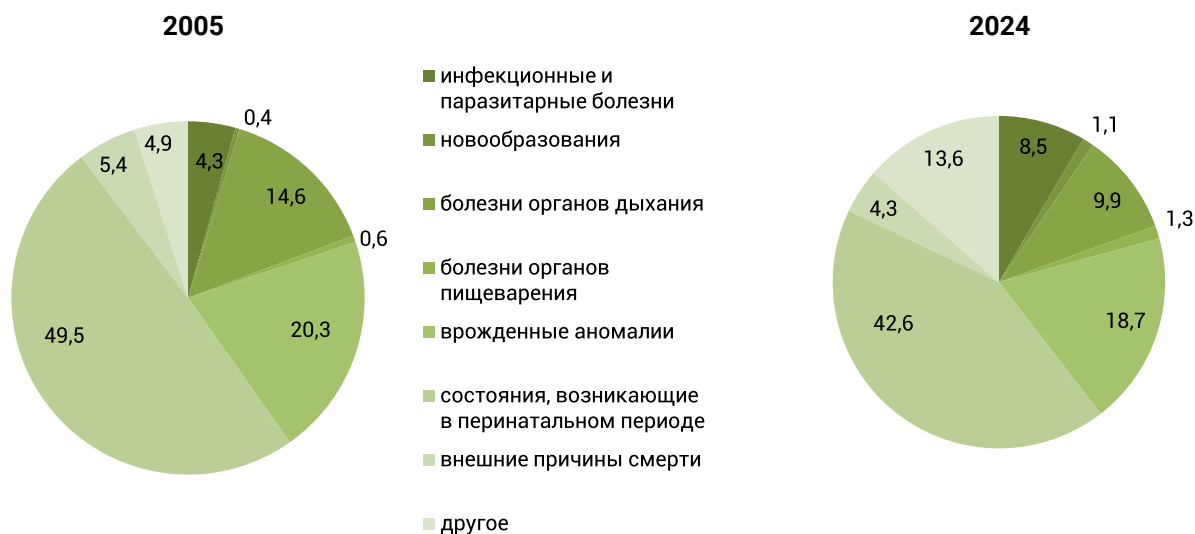 2005
4,3
0,4
14,6
0,6
20,3
49,5
5,4
4,9
инфекционные и
паразитарные болезни
новообразования
болезни органов дыхания
болезни органов
пищеварения
врожденные аномалии
состояния, возникающие
в перинатальном периоде
внешние причины смерти
другое
2024
8,5
1,1
9,9
1,3
18,7
42,6
4,3
13,6